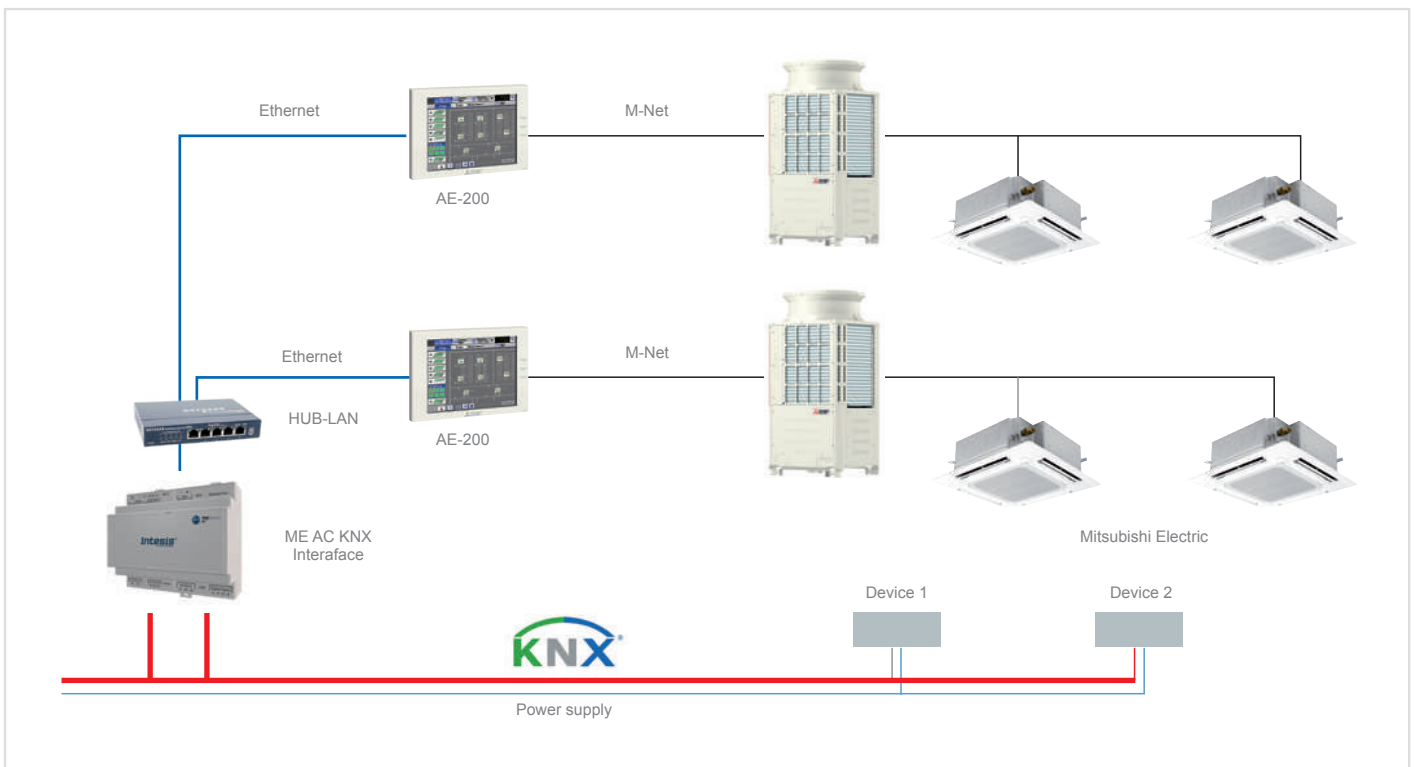 Ethernet
M-Net
AE-200
Ethernet
M-Net
HUB-LAN
AE-200
ME AC KNX
Interaface
Intesis
Mitsubishi Electric
Device 1
Device 2
KNX®
Power supply